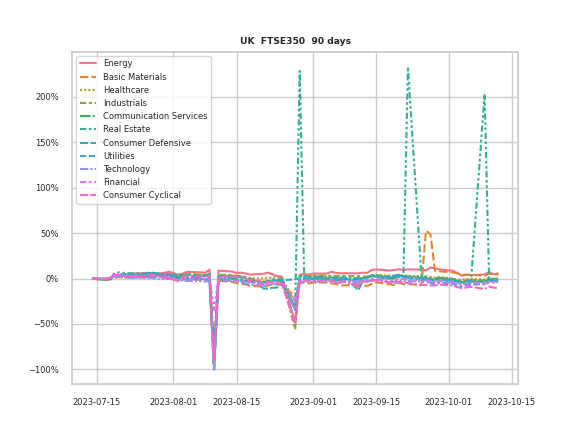 UK FTSE350 90 days
Energy
Basic Materials
Healthcare
Industrials
Communication Services
Real Estate
Consumer Defensive
Utilities
Technology
Financial
Consumer Cyclical
200%
150%
100%
50%
0%
−50%
−100%
2023-07-15 2023-08-01 2023-08-15 2023-09-01 2023-09-15 2023-10-01 2023-10-15